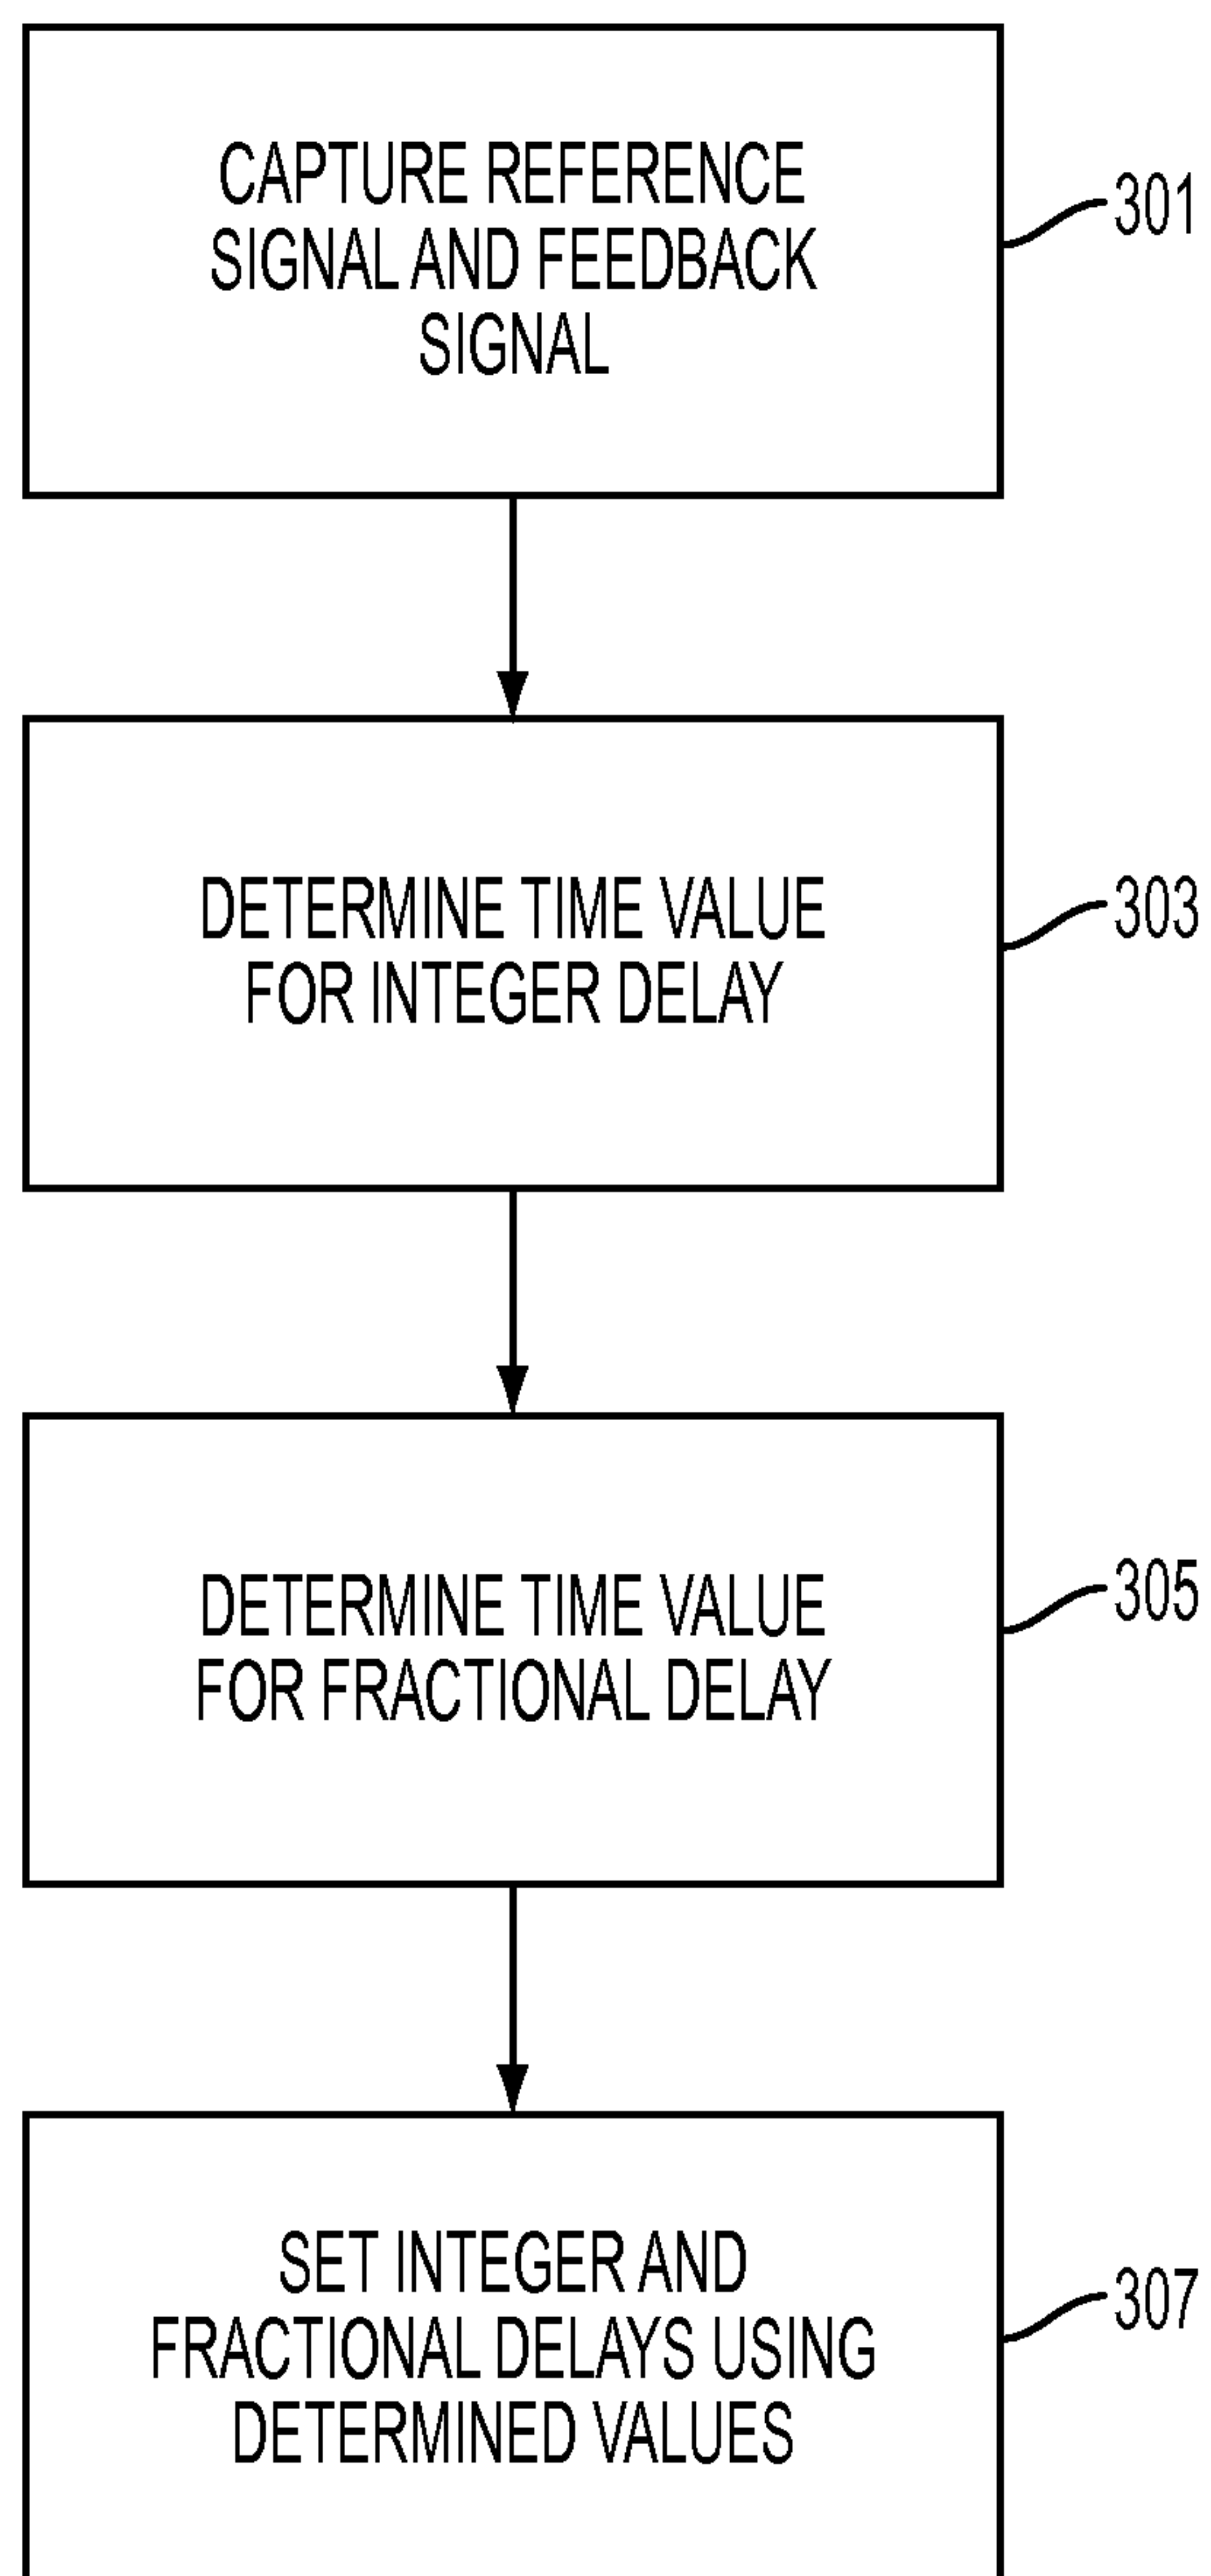 CAPTURE REFERENCE
SIGNAL AND FEEDBACK
SIGNAL
301
DETERMINE TIME VALUE
FOR INTEGER DELAY
303
DETERMINE TIME VALUE
FOR FRACTIONAL DELAY
305
SET INTEGER AND
FRACTIONAL DELAYS USING
DETERMINED VALUES
307